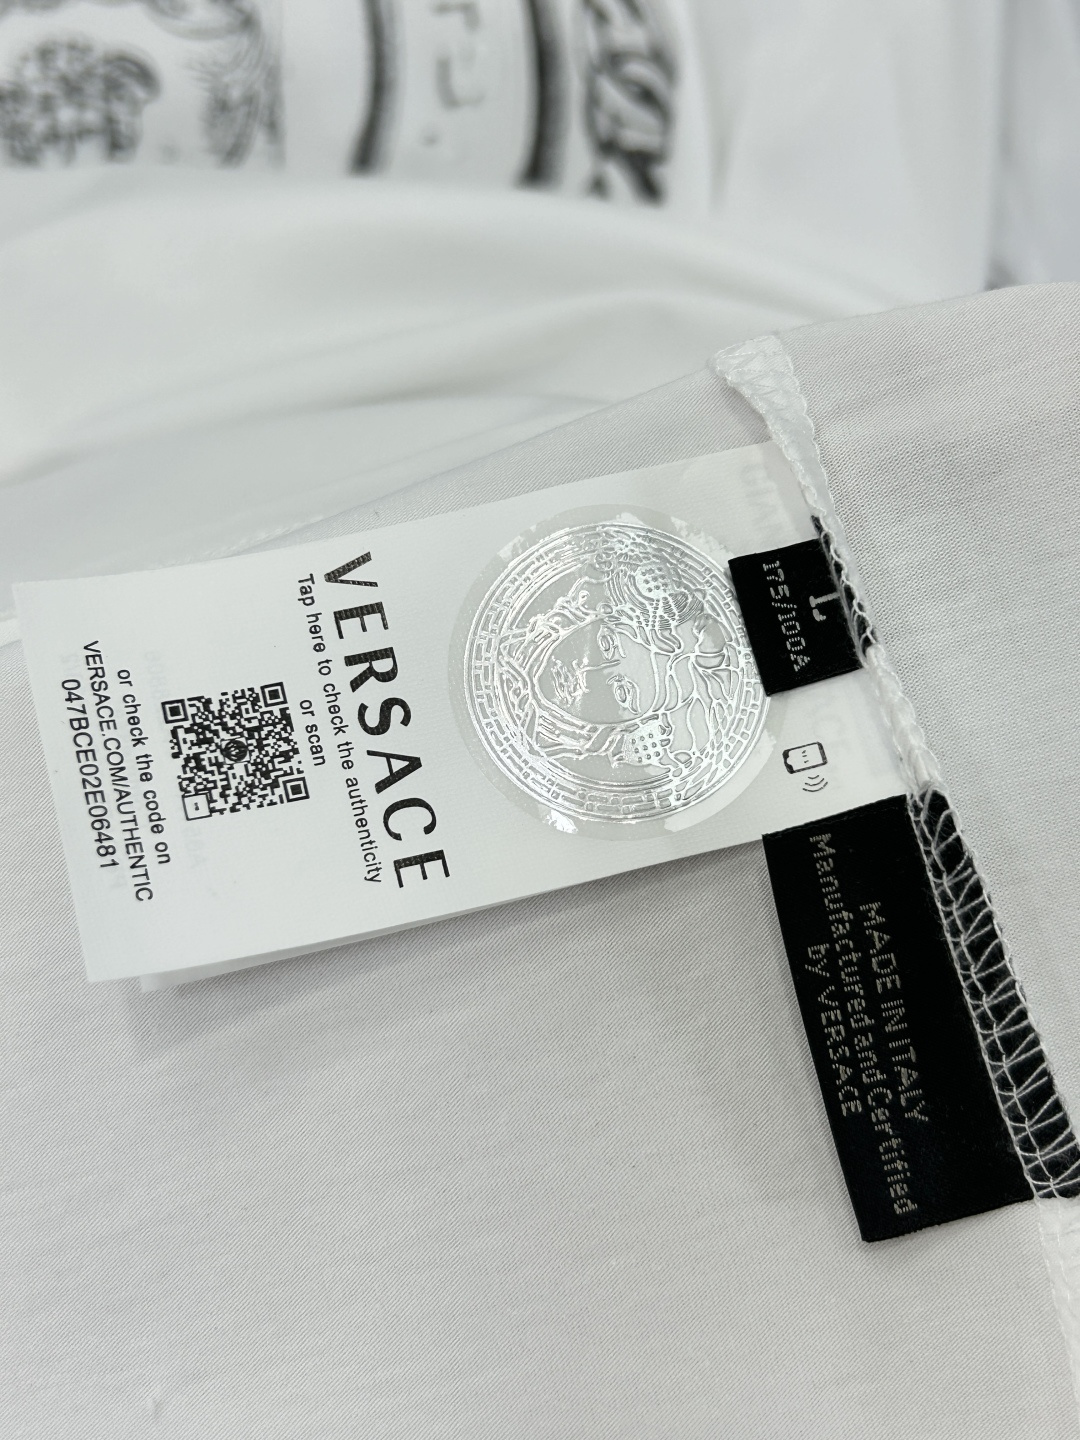 VERSACE
Tap here to check the authenticity
or scan
or check the code on
VERSACE.COM/AUTHENTIC
047BCE02E06481
L
175/100A
MADE IN ITALY
Manufactured and Certified
by VERSACE